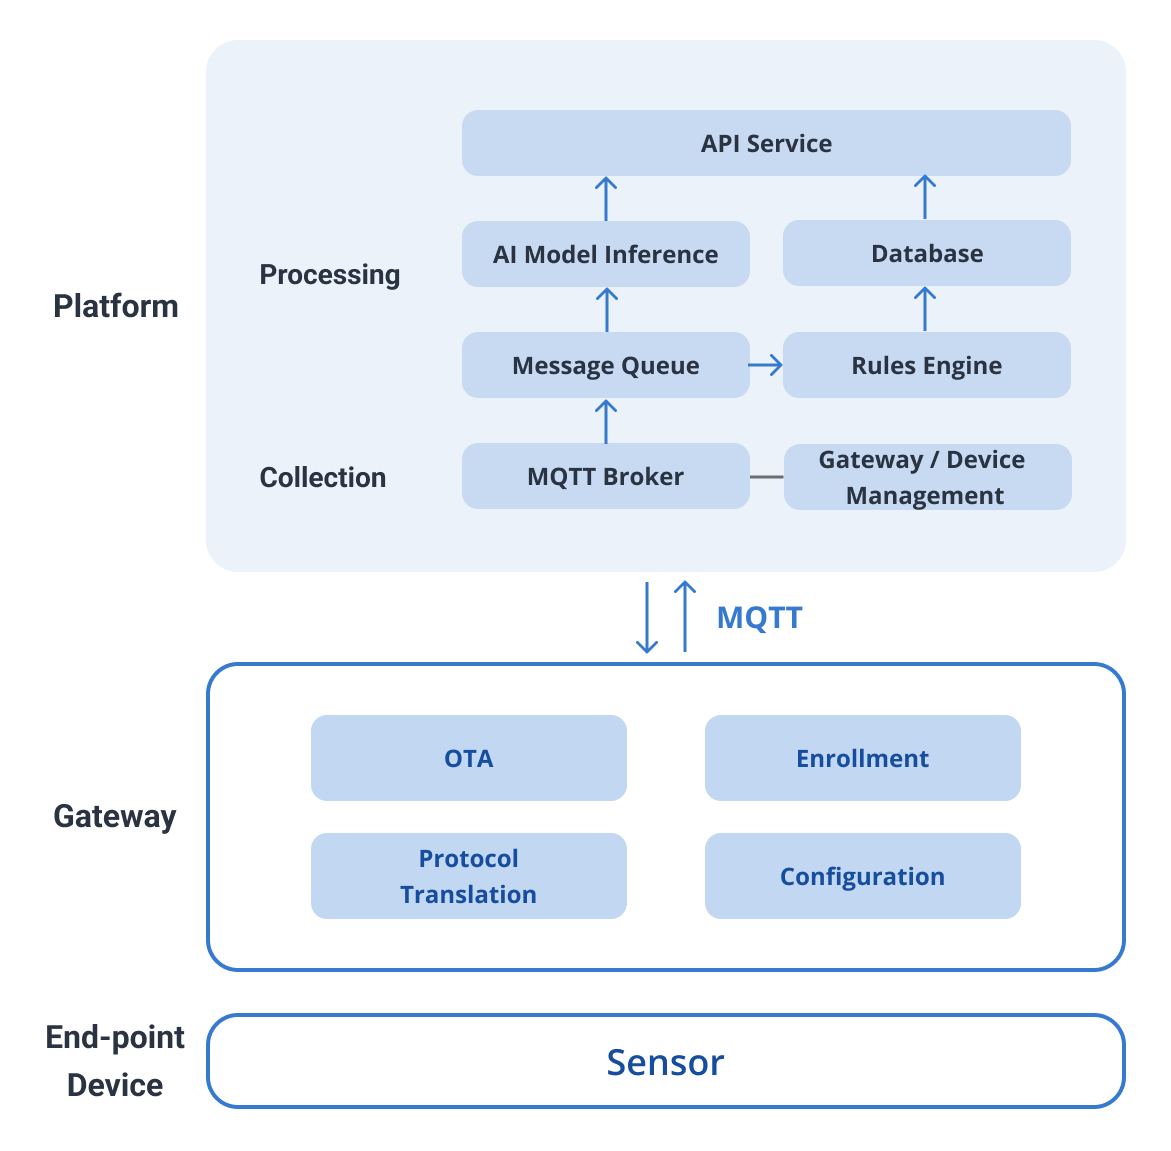 API Service
AI Model Inference
Database
Processing
Platform
Message Queue
Rules Engine
Collection
MQTT Broker
Gateway / Device
Management
MQTT
OTA
Enrollment
Gateway
Protocol
Translation
Configuration
End-point
Device
Sensor